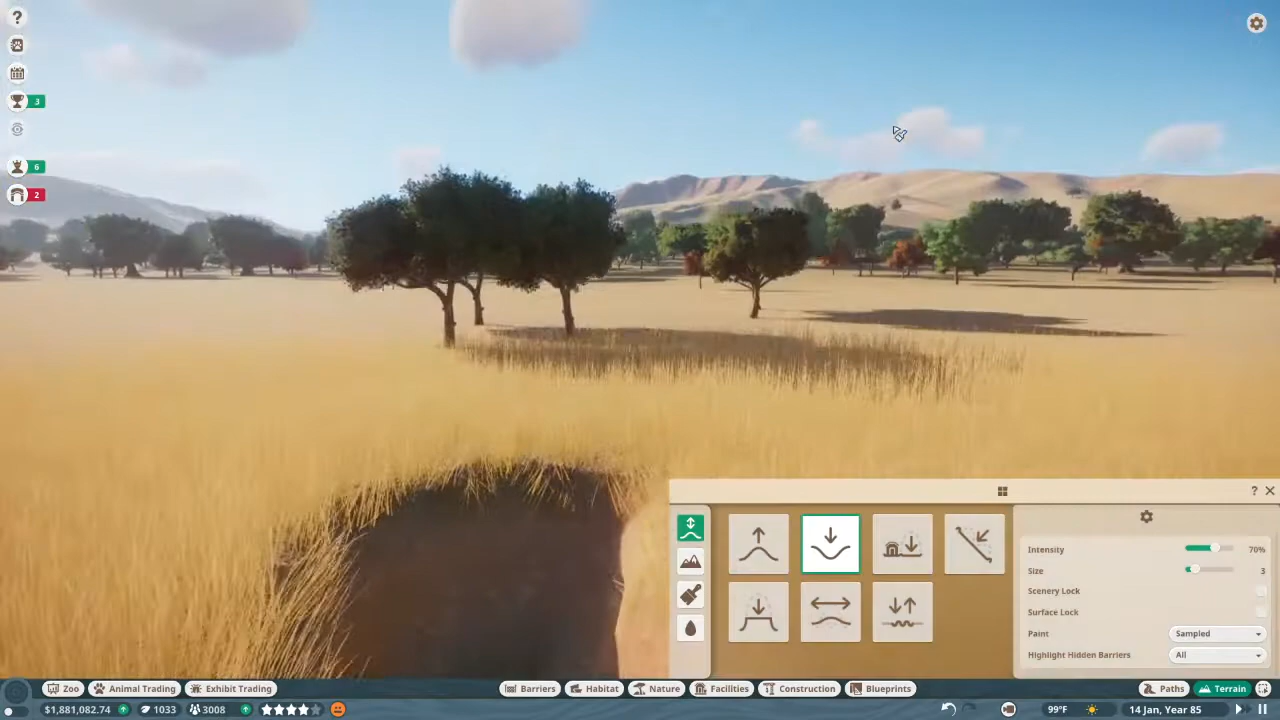 ?
3
6
2
? 
Intensity 70%
Size 3
Scenery Lock
Surface Lock
Paint Sampled
Highlight Hidden Barriers All
Zoo Animal Trading Exhibit Trading Barriers Habitat Nature Facilities Construction Blueprints Paths Terrain
$1,881,082.74 1033 3008 99°F 14 Jan, Year 85